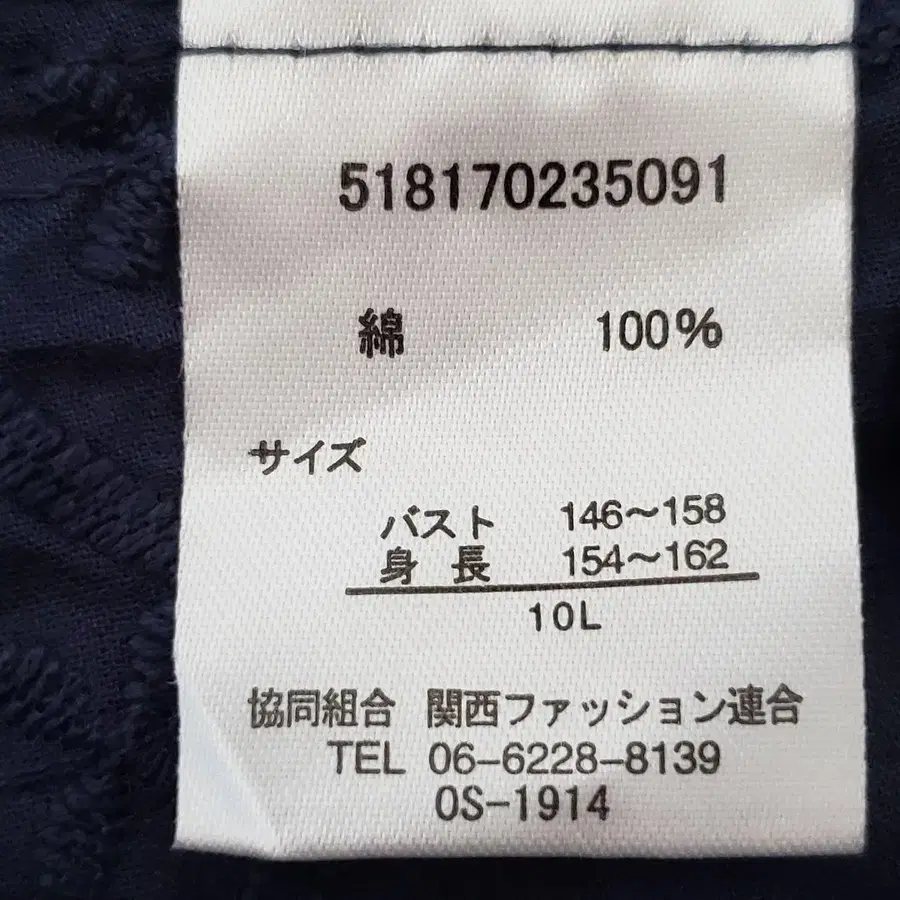 518170235091
綿 100%
サイズ
バスト 146～158
身長 154～162
10L
協同組合 関西ファッション連合
TEL 06-6228-8139
OS-1914